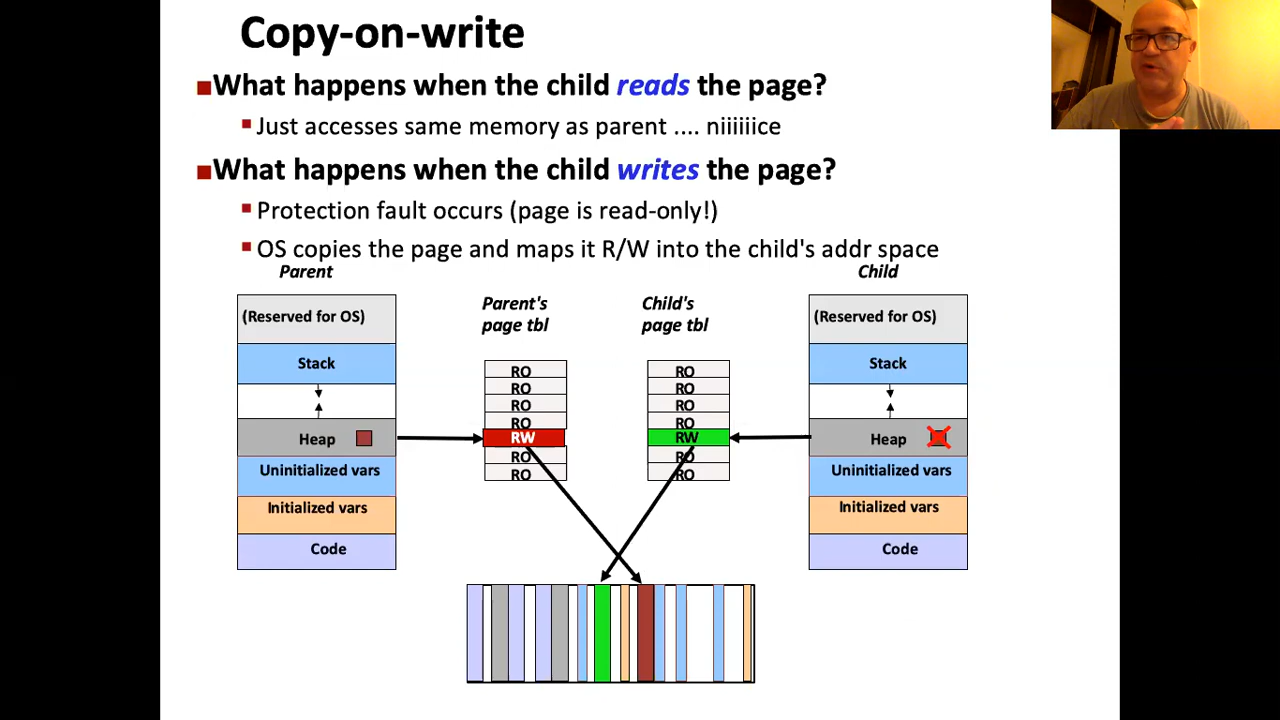 Copy-on-write
What happens when the child reads the page?
Just accesses same memory as parent .... niiiiiice
What happens when the child writes the page?
Protection fault occurs (page is read-only!)
OS copies the page and maps it R/W into the child's addr space
Parent
(Reserved for OS)
Stack
Heap
Uninitialized vars
Initialized vars
Code
Parent's
page tbl
RO
RO
RO
RO
RW
RO
RO
Child's
page tbl
RO
RO
RO
RO
RW
RO
RO
Child
(Reserved for OS)
Stack
Heap
Uninitialized vars
Initialized vars
Code